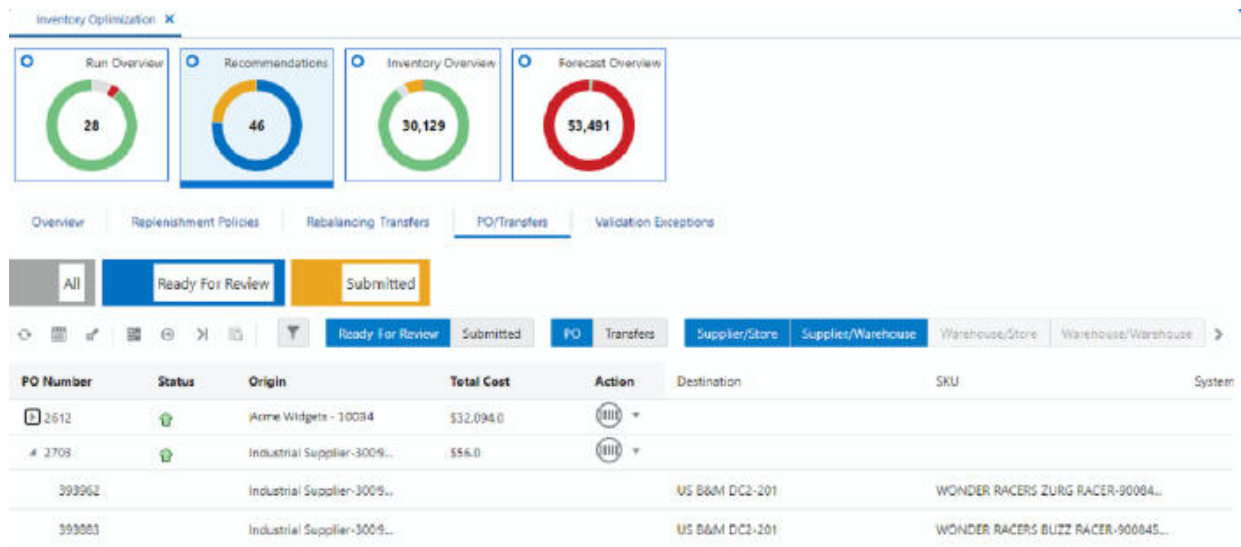 Inventory Optimization X
Run Overview Recommendations Inventory Overview Forecast Overview
28 46 30,129 53,491
Overview Replenishment Policies Rebalancing Transfers PO/Transfers Validation Exceptions
All Ready For Review Submitted
Ready For Review Submitted PO Transfers Supplier/Store Supplier/Warehouse Warehouse/Store Warehouse/Warehouse
PO Number Status Origin Total Cost Action Destination SKU System
2612 Acme Widgets - 10034 $32,094.0
2703 Industrial Supplier-3009... $56.0
393962 Industrial Supplier-3009... US B&M DC2-201 WONDER RACERS ZURG RACER-90084...
393883 Industrial Supplier-3009... US B&M DC2-201 WONDER RACERS BUZZ RACER-900845...